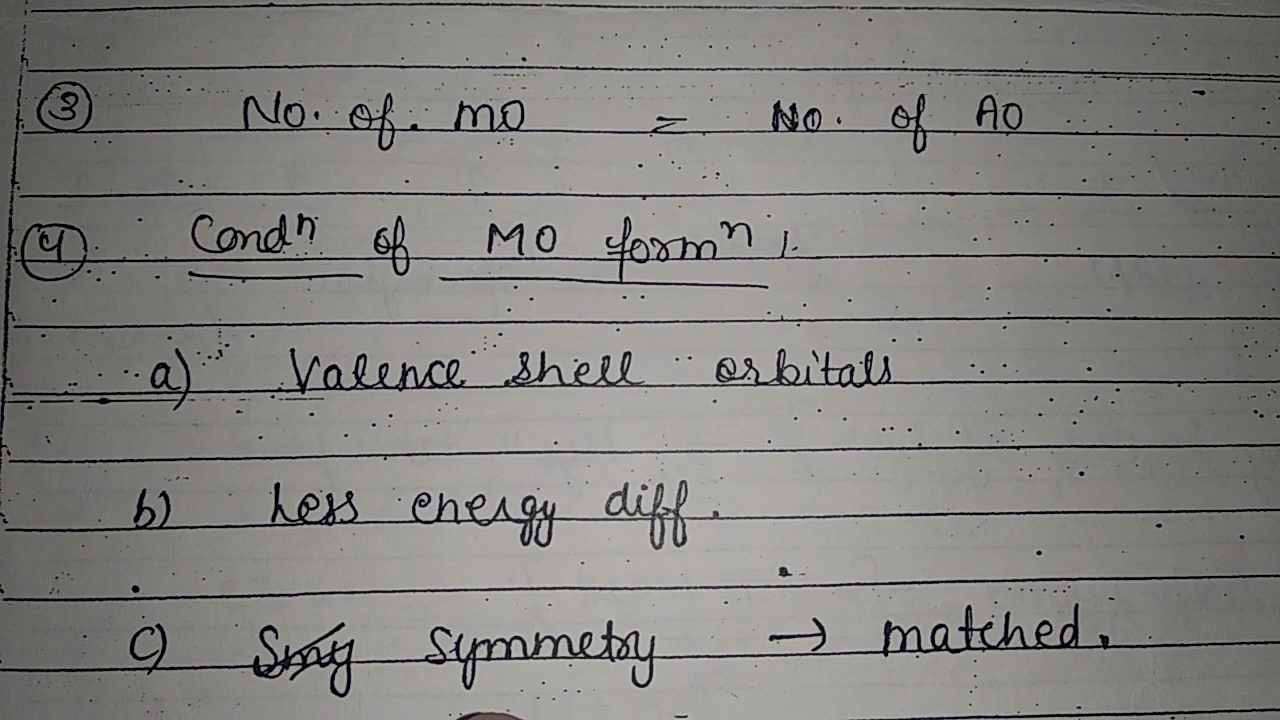 ③ No. of. MO = No. of AO
④ Condⁿ of MO formⁿ :
a) Valence shell orbitals
b) Less energy diff.
c) Symmetry → matched.